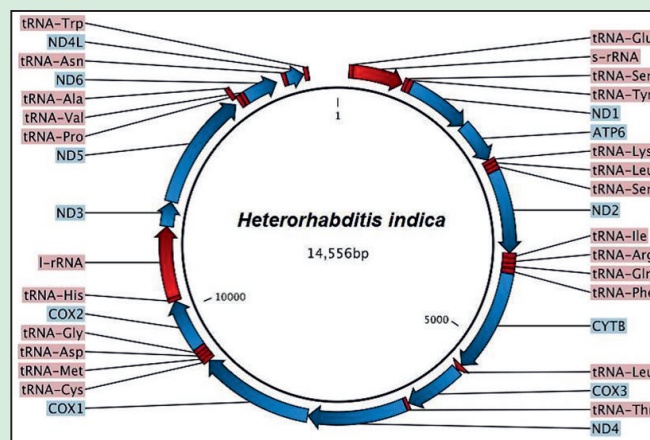 tRNA-Trp
ND4L
tRNA-Asn
ND6
tRNA-Ala
tRNA-Val
tRNA-Pro
ND5
ND3
l-rRNA
tRNA-His
COX2
tRNA-Gly
tRNA-Asp
tRNA-Met
tRNA-Cys
COX1
1
Heterorhabditis indica
14,556bp
10000
5000
tRNA-Glu
s-rRNA
tRNA-Ser
tRNA-Tyr
ND1
ATP6
tRNA-Lys
tRNA-Leu
tRNA-Ser
ND2
tRNA-Ile
tRNA-Arg
tRNA-Gln
tRNA-Phe
CYTB
tRNA-Leu
COX3
tRNA-Thr
ND4